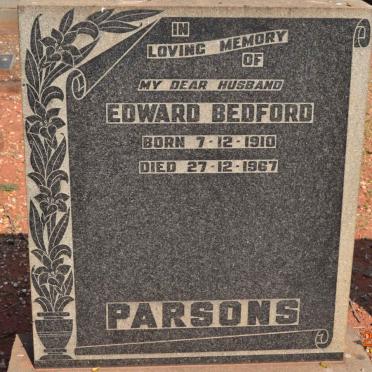 IN
LOVING MEMORY
OF
MY DEAR HUSBAND
EDWARD BEDFORD
BORN 7-12-1910
DIED 27-12-1967
PARSONS